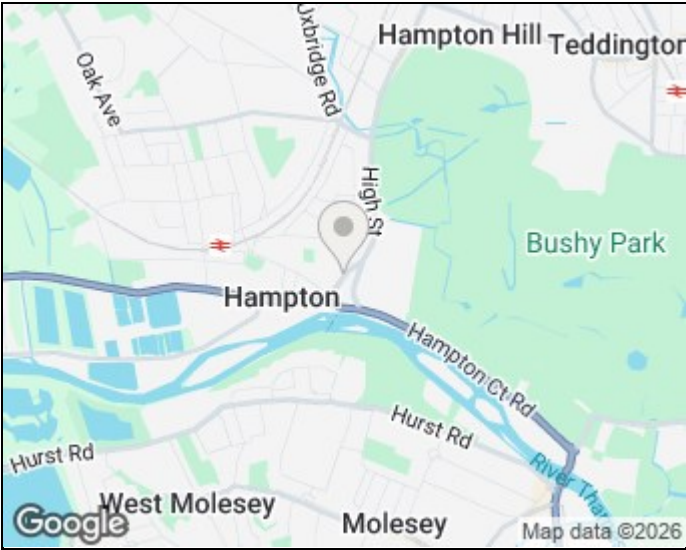 Hampton Hill
Teddington
Uxbridge Rd
Oak Ave
High St
Bushy Park
Hampton
Hampton Ct Rd
Hurst Rd
Hurst Rd
River Tha
West Molesey
Molesey
Google
Map data ©2026